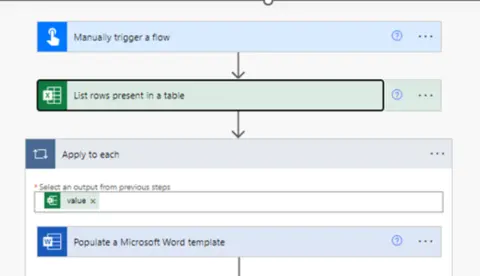 Manually trigger a flow
List rows present in a table
Apply to each
* Select an output from previous steps
value ×
Populate a Microsoft Word template